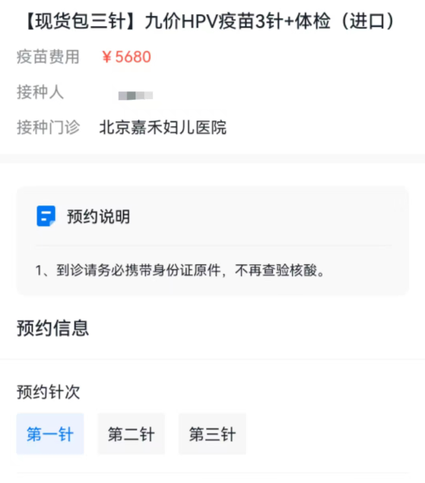 【现货包三针】九价HPV疫苗3针+体检（进口）
疫苗费用 ￥5680
接种人
接种门诊 北京嘉禾妇儿医院
预约说明
1、到诊请务必携带身份证原件，不再查验核酸。
预约信息
预约针次
第一针 第二针 第三针